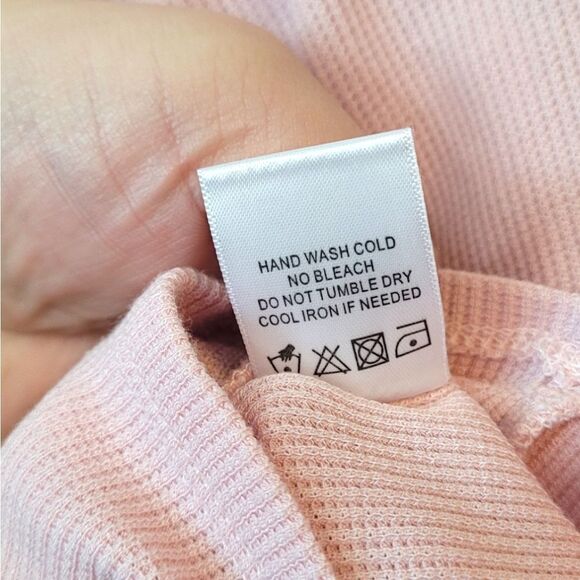 HAND WASH COLD
NO BLEACH
DO NOT TUMBLE DRY
COOL IRON IF NEEDED